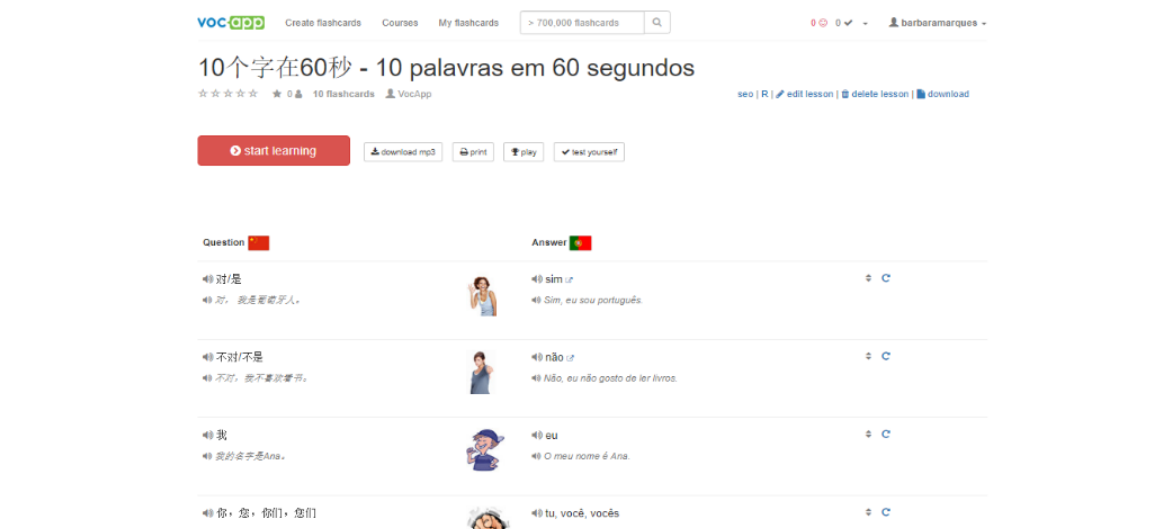 vocapp Create flashcards Courses My flashcards > 700,000 flashcards 0 0 barbaramarques
10个字在60秒 - 10 palavras em 60 segundos
0 10 flashcards VocApp seo | R | edit lesson | delete lesson | download
start learning download mp3 print play test yourself
Question Answer
对/是 sim
对。 我是葡萄牙人。 Sim, eu sou português.
不对/不是 não
不对，我不喜欢看书。 Não, eu não gosto de ler livros.
我 eu
我的名字是Ana。 O meu nome é Ana.
你，您，你们，您们 tu, você, vocês